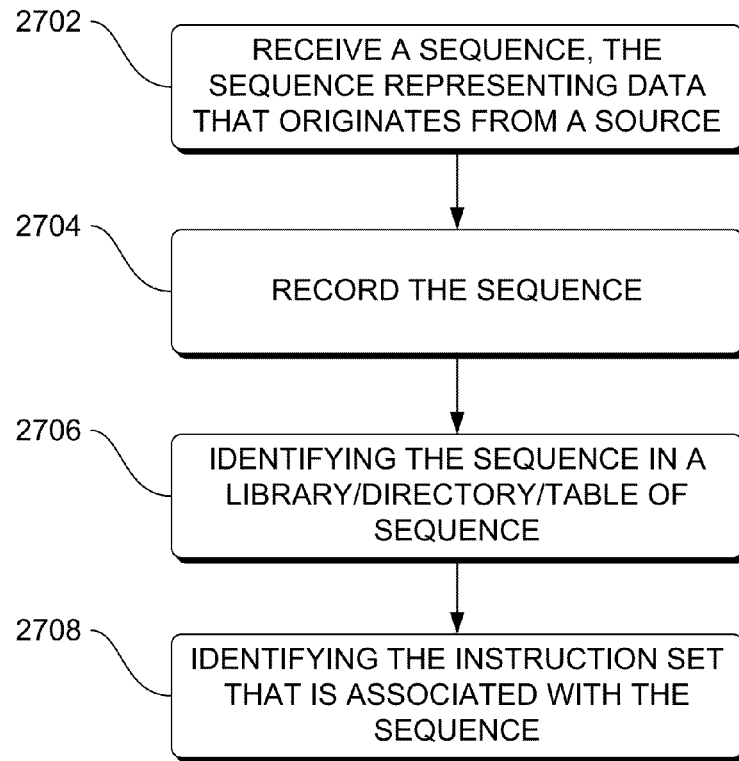 2702
RECEIVE A SEQUENCE, THE
SEQUENCE REPRESENTING DATA
THAT ORIGINATES FROM A SOURCE
2704
RECORD THE SEQUENCE
2706
IDENTIFYING THE SEQUENCE IN A
LIBRARY/DIRECTORY/TABLE OF
SEQUENCE
2708
IDENTIFYING THE INSTRUCTION SET
THAT IS ASSOCIATED WITH THE
SEQUENCE